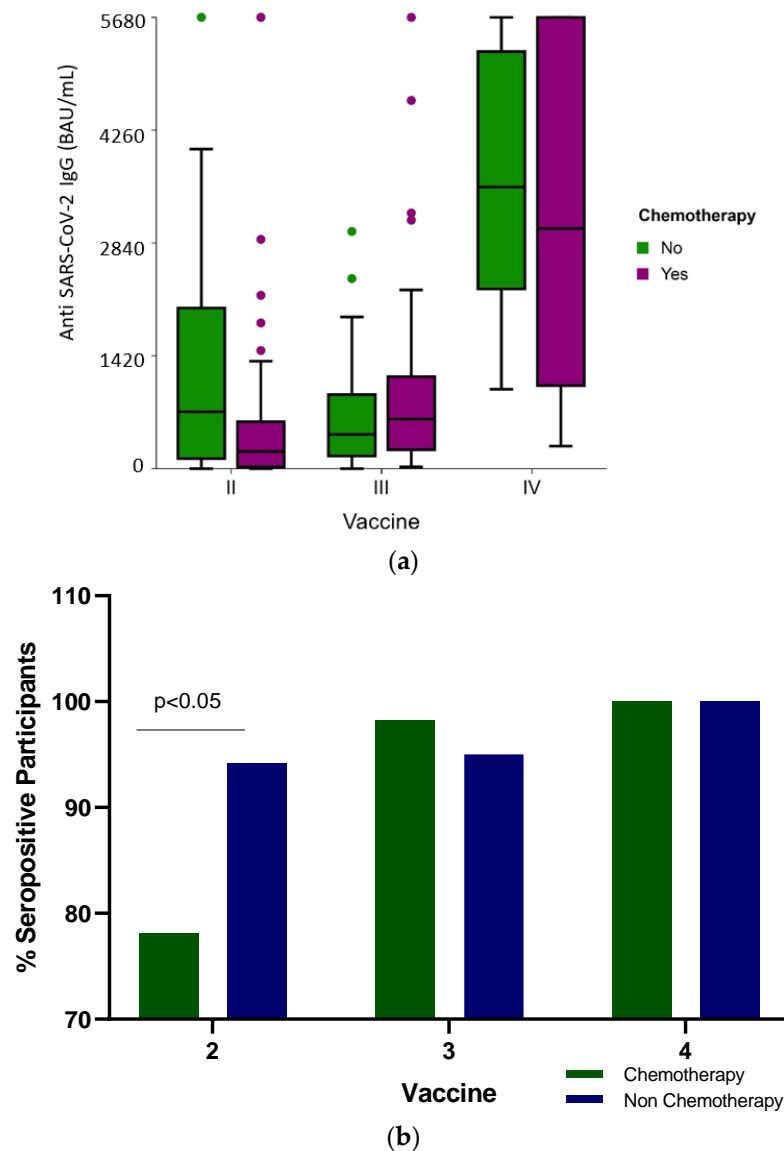 5680
4260
2840
1420
0
Anti SARS-CoV-2 IgG (BAU/mL)
II III IV
Vaccine
Chemotherapy
No
Yes
(a)
110
100
90
80
70
% Seropositive Participants
p<0.05
2 3 4
Vaccine
Chemotherapy
Non Chemotherapy
(b)